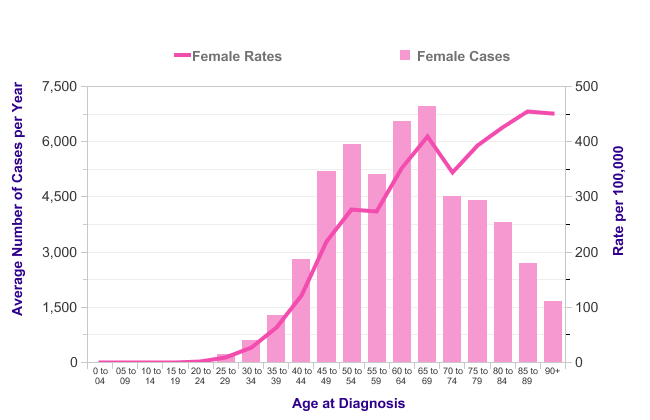 Female Rates Female Cases
Average Number of Cases per Year
7,500
6,000
4,500
3,000
1,500
0
500
400
300
200
100
0
Rate per 100,000
0 to 04
05 to 09
10 to 14
15 to 19
20 to 24
25 to 29
30 to 34
35 to 39
40 to 44
45 to 49
50 to 54
55 to 59
60 to 64
65 to 69
70 to 74
75 to 79
80 to 84
85 to 89
90+
Age at Diagnosis